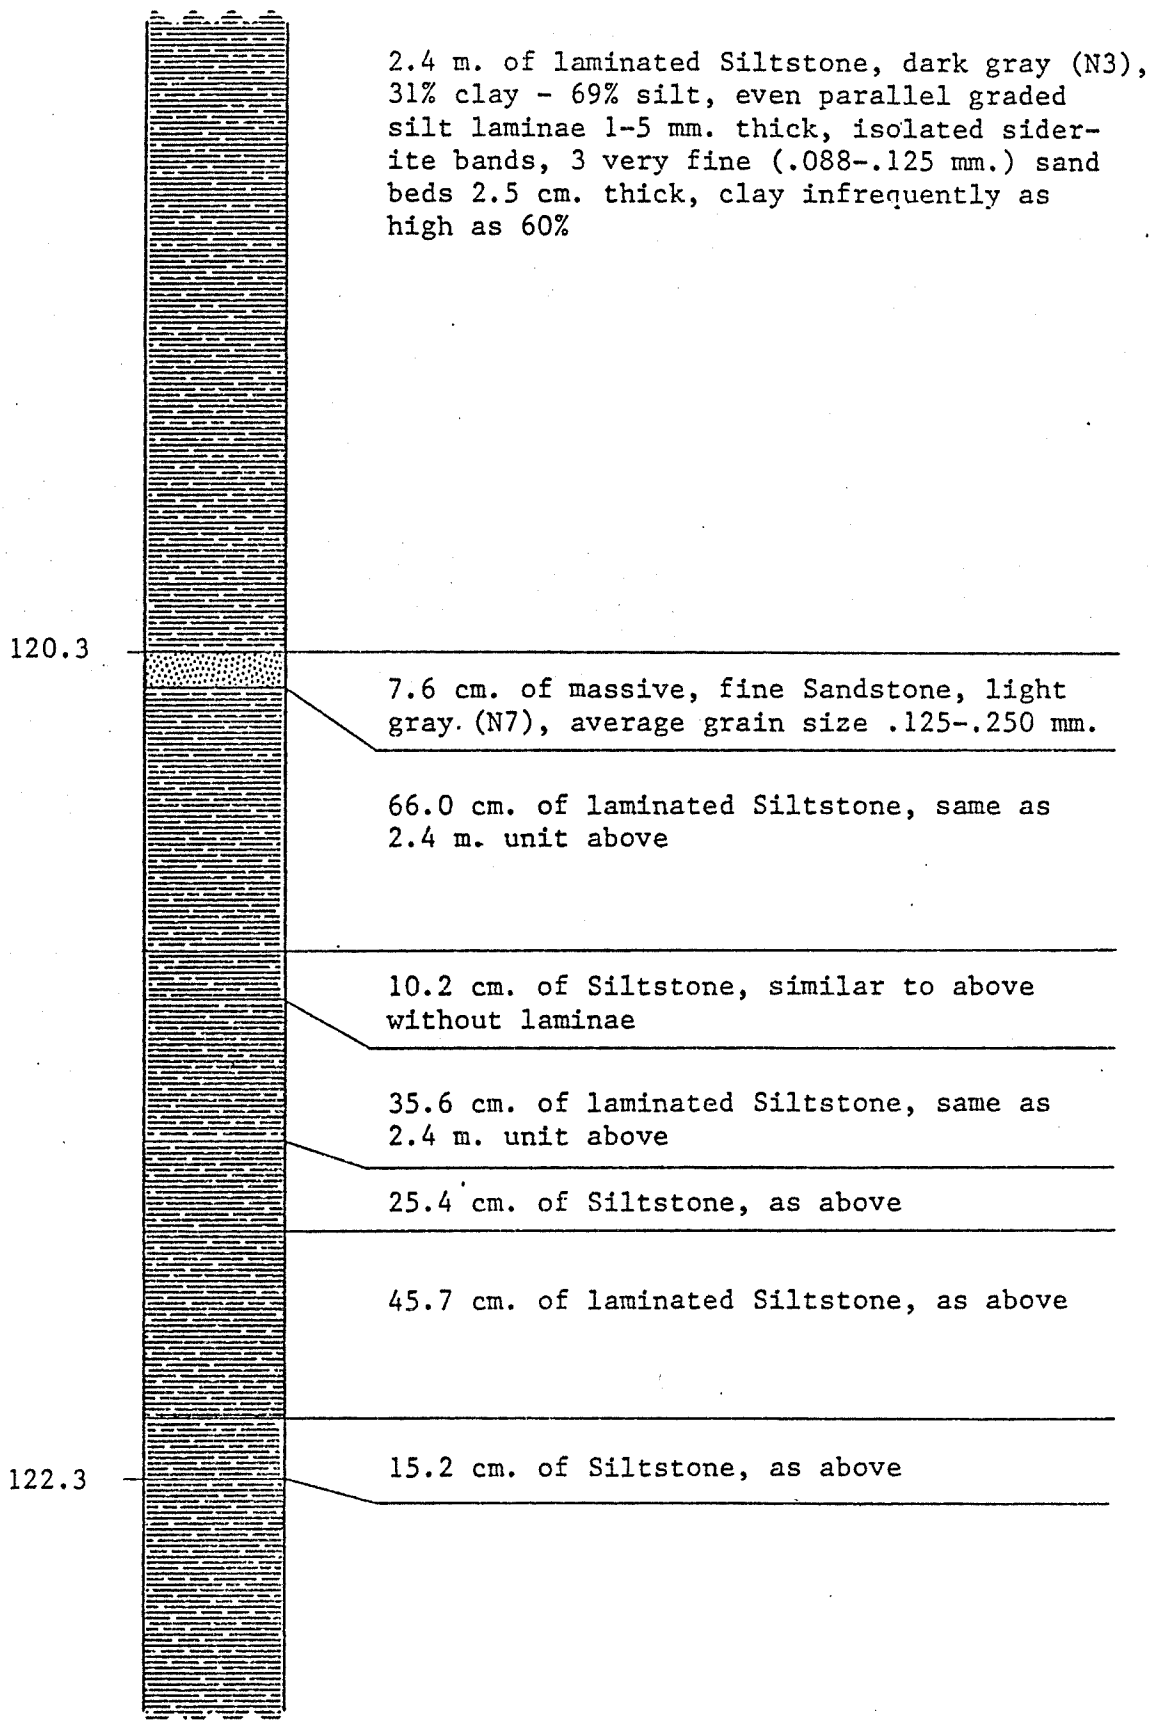 2.4 m. of laminated Siltstone, dark gray (N3),
31% clay - 69% silt, even parallel graded
silt laminae 1-5 mm. thick, isolated sider-
ite bands, 3 very fine (.088-.125 mm.) sand
beds 2.5 cm. thick, clay infrequently as
high as 60%
120.3
7.6 cm. of massive, fine Sandstone, light
gray (N7), average grain size .125-.250 mm.
66.0 cm. of laminated Siltstone, same as
2.4 m. unit above
10.2 cm. of Siltstone, similar to above
without laminae
35.6 cm. of laminated Siltstone, same as
2.4 m. unit above
25.4 cm. of Siltstone, as above
45.7 cm. of laminated Siltstone, as above
15.2 cm. of Siltstone, as above
122.3